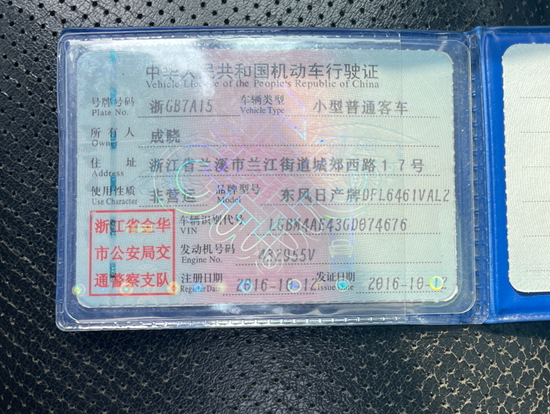 中华人民共和国机动车行驶证
Vehicle License of the People's Republic of China
号牌号码 Plate No. 浙GB7A15 车辆类型 Vehicle Type 小型普通客车
所有人 Owner 成晓
住址 Address 浙江省兰溪市兰江街道城郊西路17号
使用性质 Use Character 非营运 品牌型号 Model 东风日产牌DFL6461VAL2
浙江省金华
市公安局交
通警察支队
车辆识别代号 VIN
发动机号码 Engine No. 482955V
注册日期 Register Date 2016-10-12 发证日期 Issue Date 2016-10-12